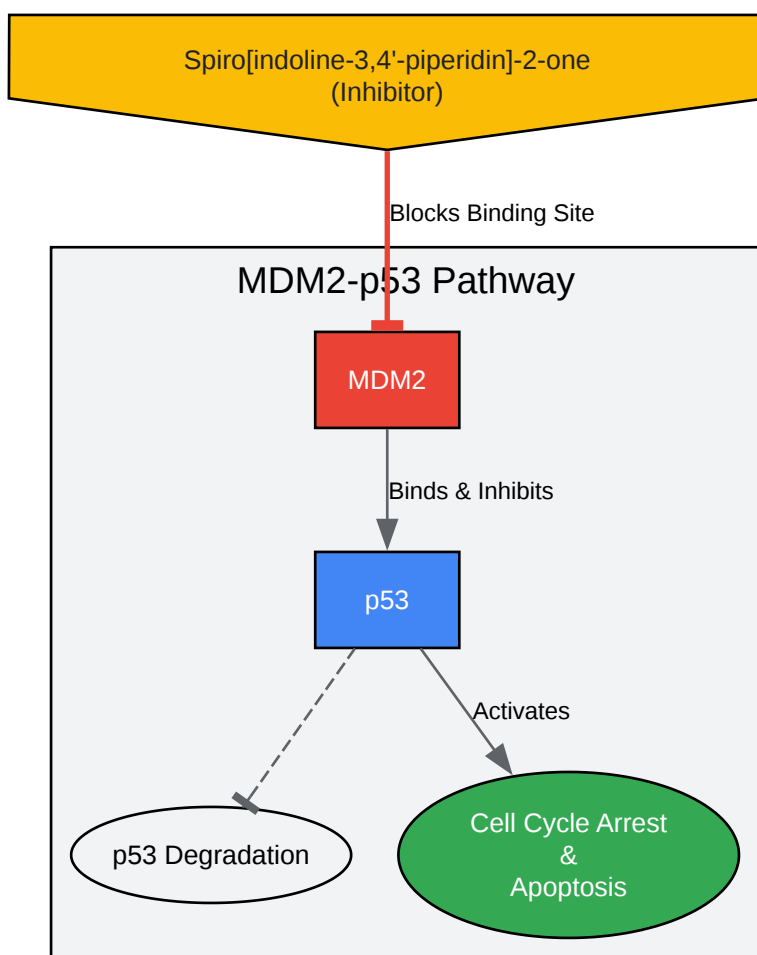 Spiro[indoline-3,4'-piperidin]-2-one
(Inhibitor)
Blocks Binding Site
MDM2-p53 Pathway
MDM2
Binds & Inhibits
p53
Activates
p53 Degradation
Cell Cycle Arrest
&
Apoptosis